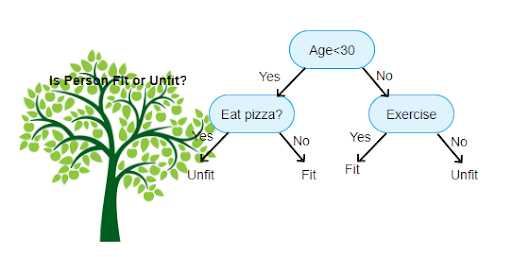 Is Person Fit or Unfit?
Age<30
Yes
No
Eat pizza?
Exercise
Yes
No
Yes
No
Unfit
Fit
Fit
Unfit